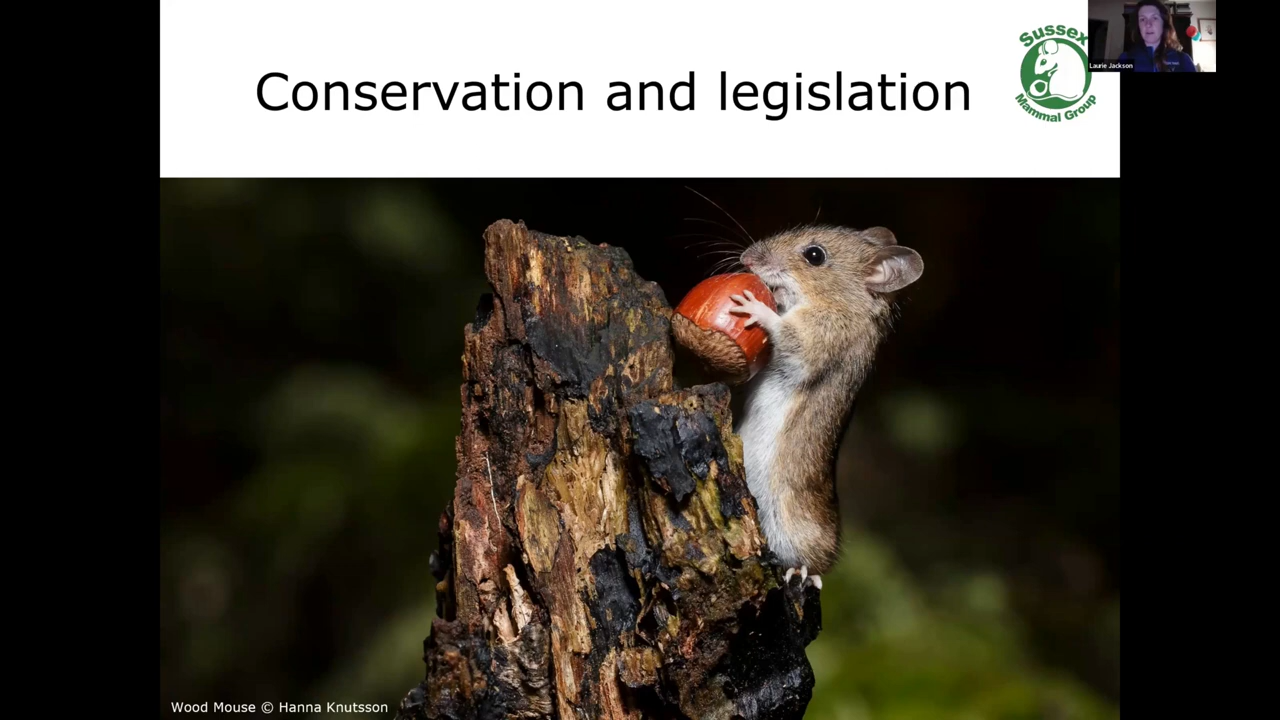 Conservation and legislation
Sussex
Mammal Group
Laurie Jackson
Wood Mouse © Hanna Knutsson